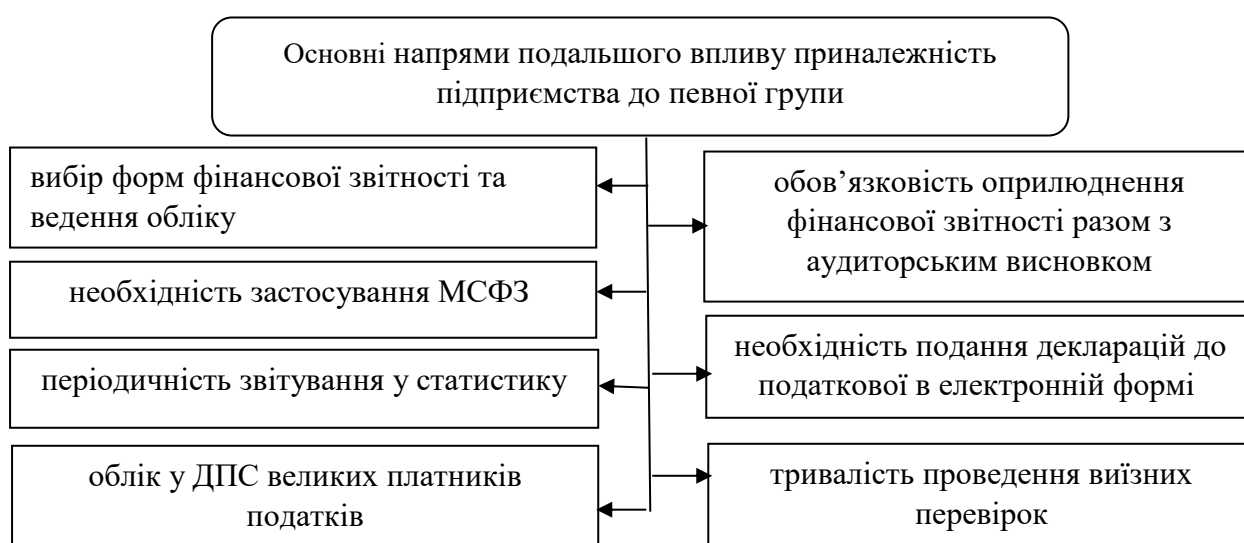 Основні напрями подальшого впливу приналежність
підприємства до певної групи
вибір форм фінансової звітності та
ведення обліку
обов’язковість оприлюднення
фінансової звітності разом з
аудиторським висновком
необхідність застосування МСФЗ
необхідність подання декларацій до
податкової в електронній формі
періодичність звітування у статистику
облік у ДПС великих платників
податків
тривалість проведення виїзних
перевірок